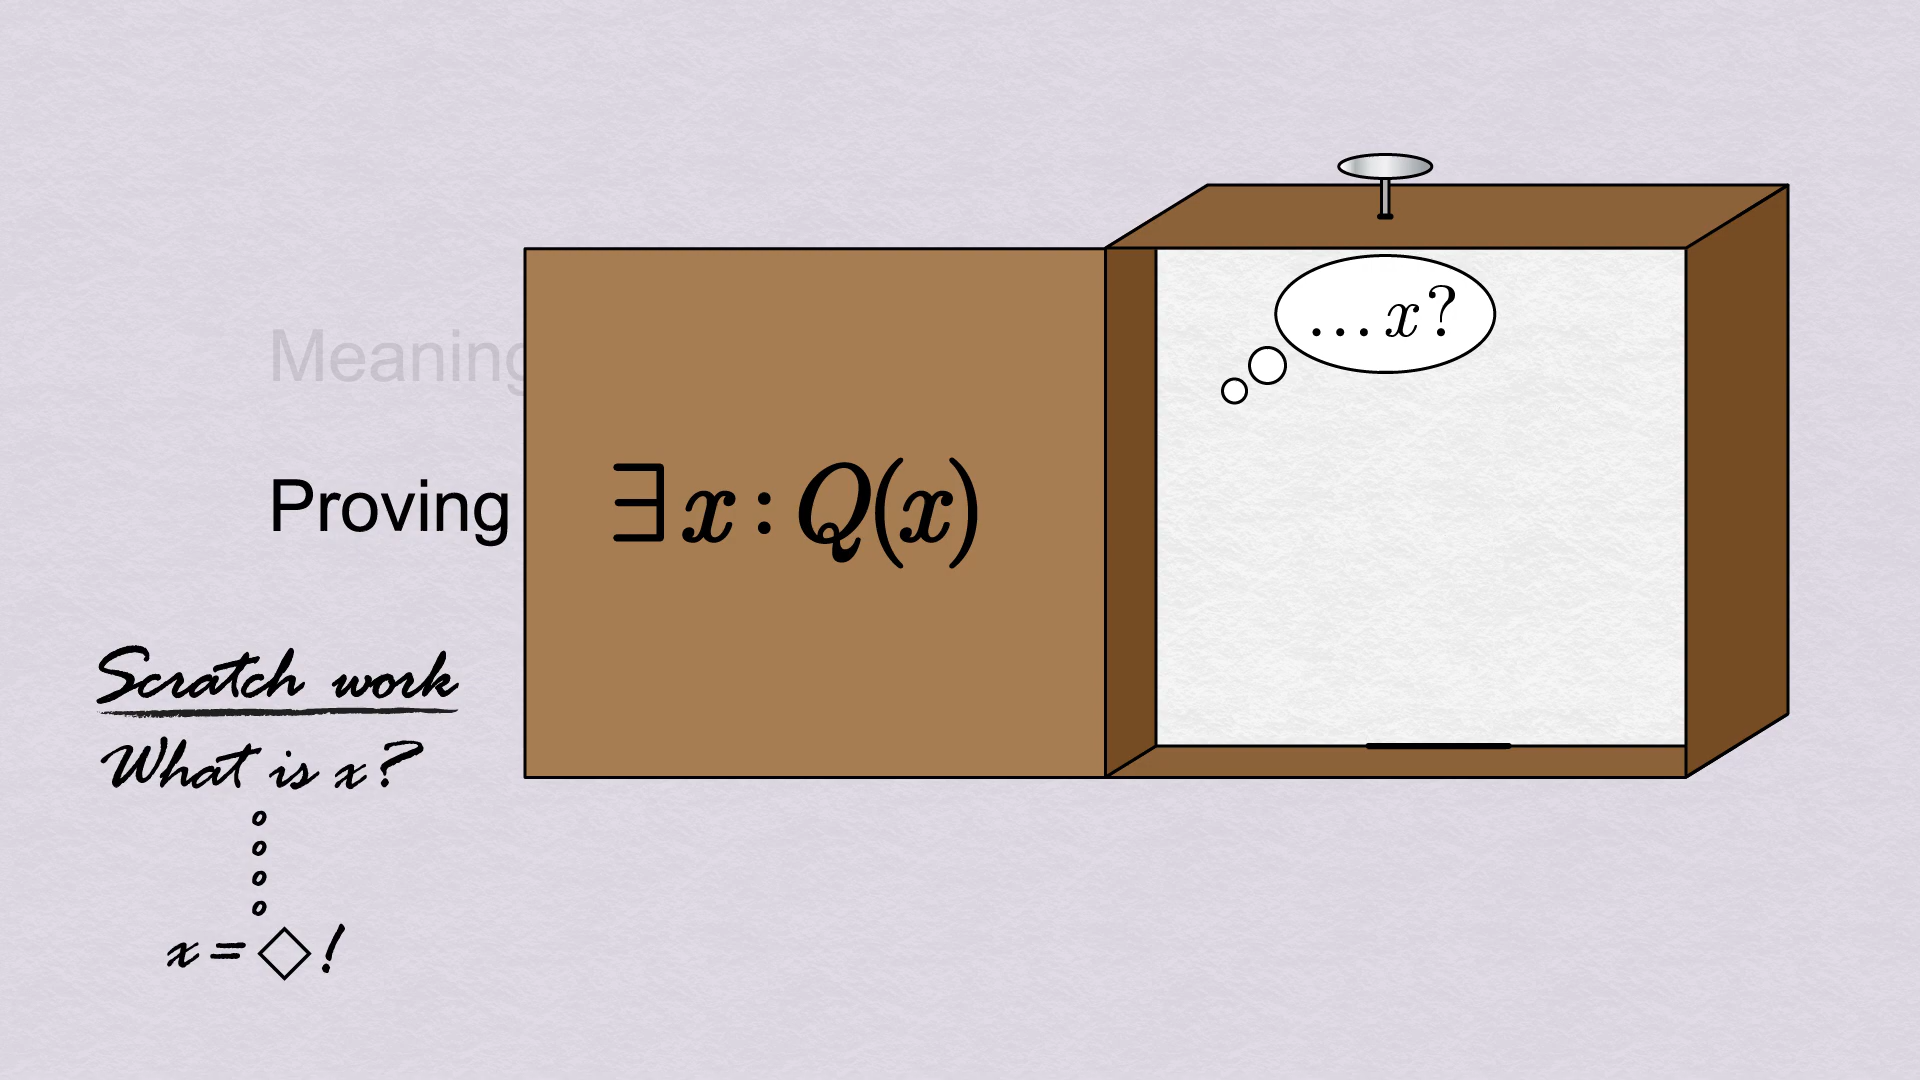 ... x?
Meaning
Proving
∃ x : Q(x)
Scratch work
What is x?
x = ◇!